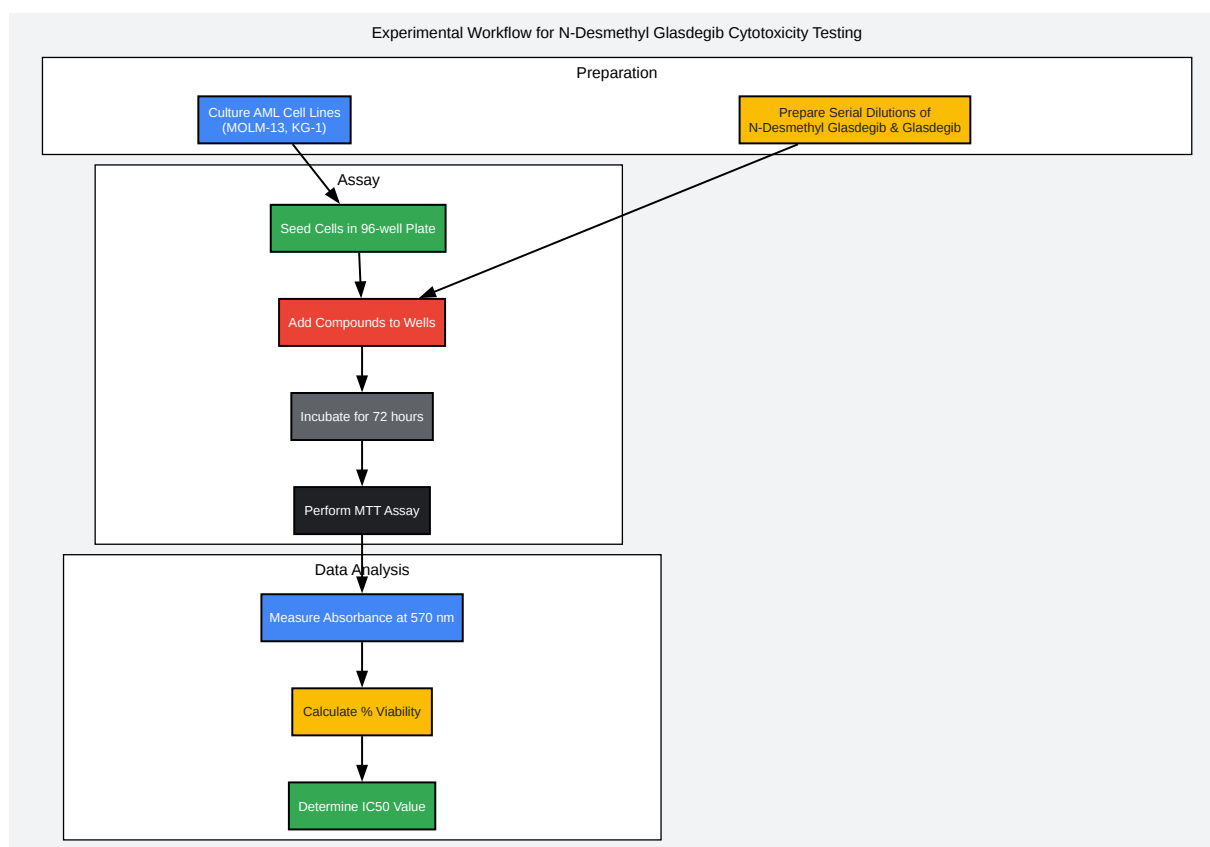 Experimental Workflow for N-Desmethyl Glasdegib Cytotoxicity Testing
Preparation
Culture AML Cell Lines
(MOLM-13, KG-1)
Prepare Serial Dilutions of
N-Desmethyl Glasdegib & Glasdegib
Assay
Seed Cells in 96-well Plate
Add Compounds to Wells
Incubate for 72 hours
Perform MTT Assay
Data Analysis
Measure Absorbance at 570 nm
Calculate % Viability
Determine IC50 Value